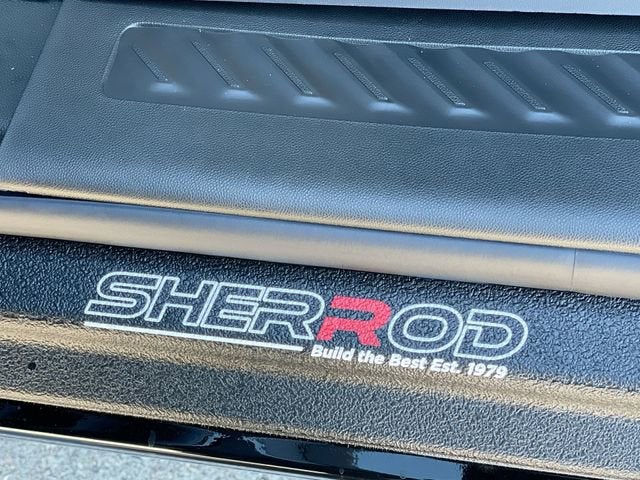 SHERROD
Build the Best Est. 1979